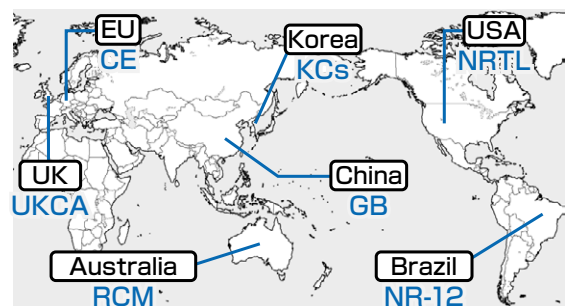 EU
CE
Korea
KCs
USA
NRTL
UK
UKCA
China
GB
Australia
RCM
Brazil
NR-12